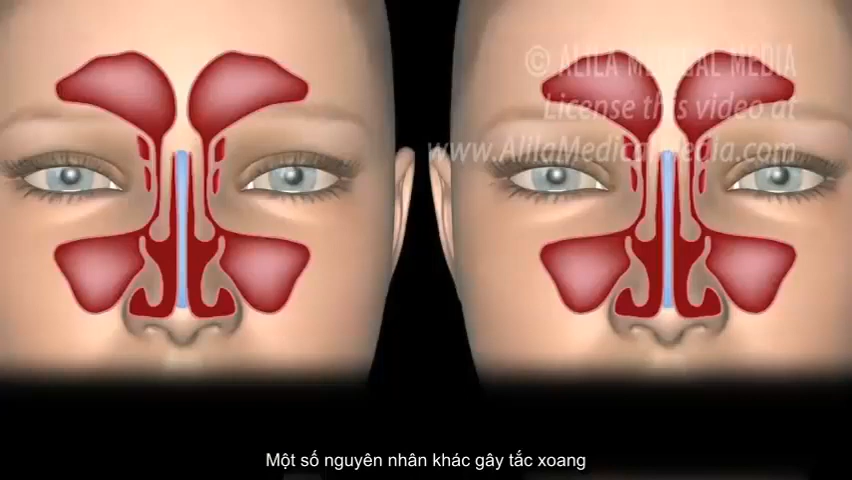 © ALILA MEDICAL MEDIA
License this video at
www.AlilaMedicalMedia.com
Một số nguyên nhân khác gây tắc xoang